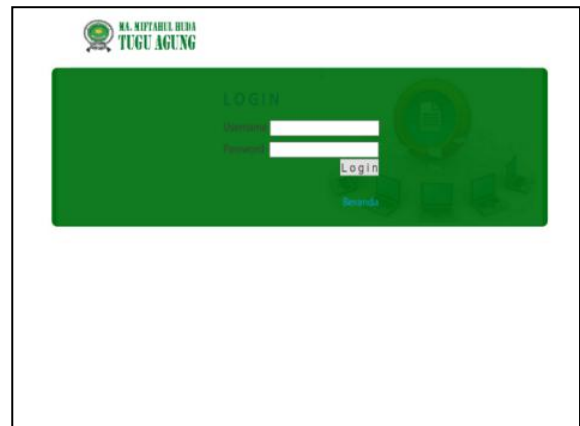 MA. MIFTAHUL HUDA
TUGU AGUNG
LOGIN
Username
Password
Login
Beranda